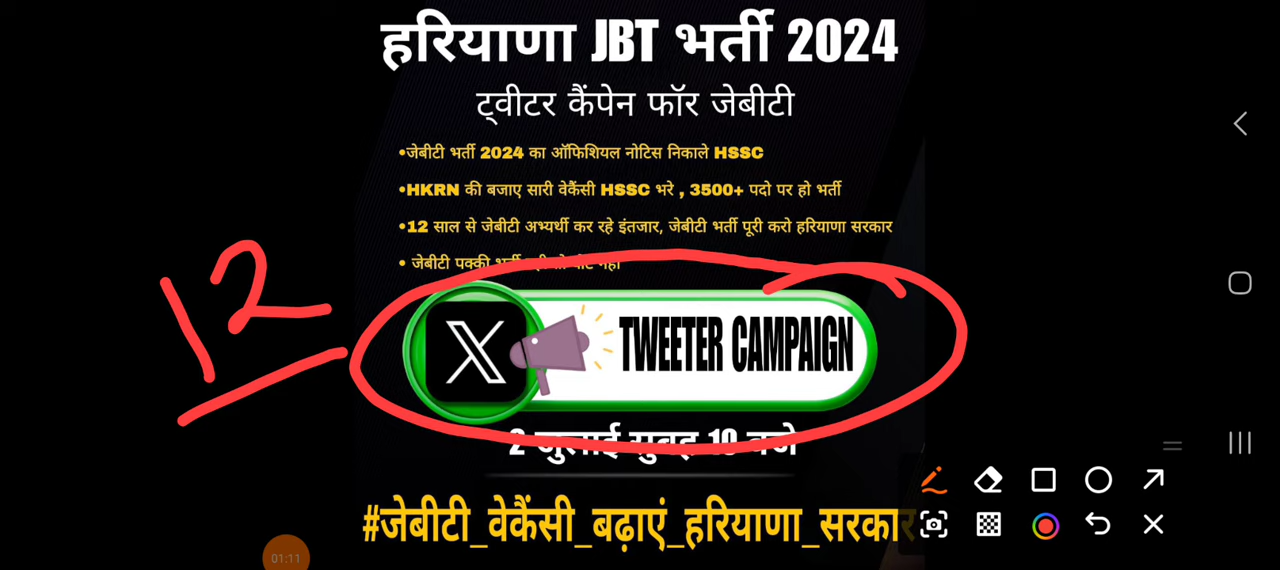 हरियाणा JBT भर्ती 2024
ट्वीटर कैंपेन फॉर जेबीटी
•जेबीटी भर्ती 2024 का ऑफिशियल नोटिस निकाले HSSC
•HKRN की बजाए सारी वेकैंसी HSSC भरे , 3500+ पदो पर हो भर्ती
•12 साल से जेबीटी अभ्यर्थी कर रहे इंतजार, जेबीटी भर्ती पूरी करो हरियाणा सरकार
• जेबीटी पक्की भर्ती
12
X TWEETER CAMPAIGN
2 जुलाई सुबह 10 बजे
#जेबीटी_वेकैंसी_बढ़ाएं_हरियाणा_सरकार
01:11